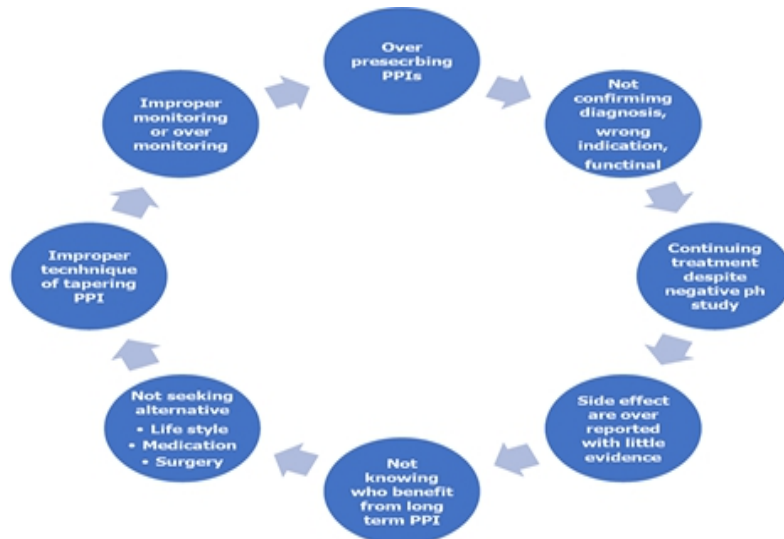 Over
presecrbing
PPIs
Not
confirmimg
diagnosis,
wrong
indication,
functinal
Continuing
treatment
despite
negative ph
study
Side effect
are over
reported
with little
evidence
Not
knowing
who benefit
from long
term PPI
Not seeking
alternative
• Life style
• Medication
• Surgery
Improper
tecnhnique
of tapering
PPI
Improper
monitoring
or over
monitoring